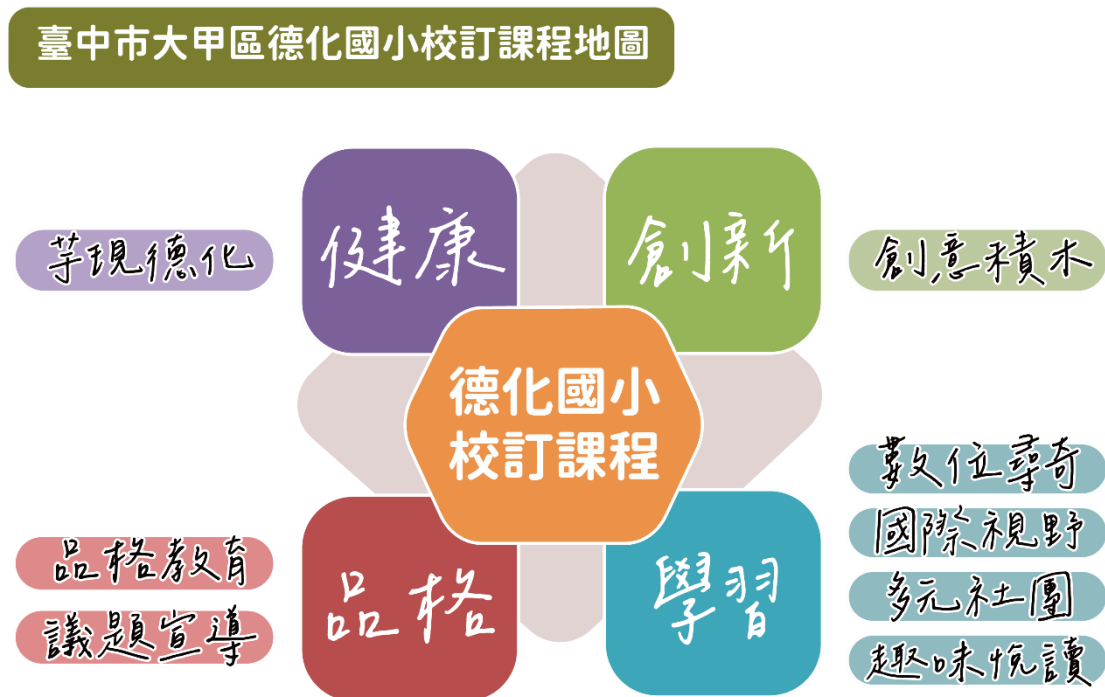 臺中市大甲區德化國小校訂課程地圖
健康
創新
芋現德化
創意積木
德化國小
校訂課程
數位尋奇
國際視野
品格教育
品格
學習
多元社團
議題宣導
趣味悅讀